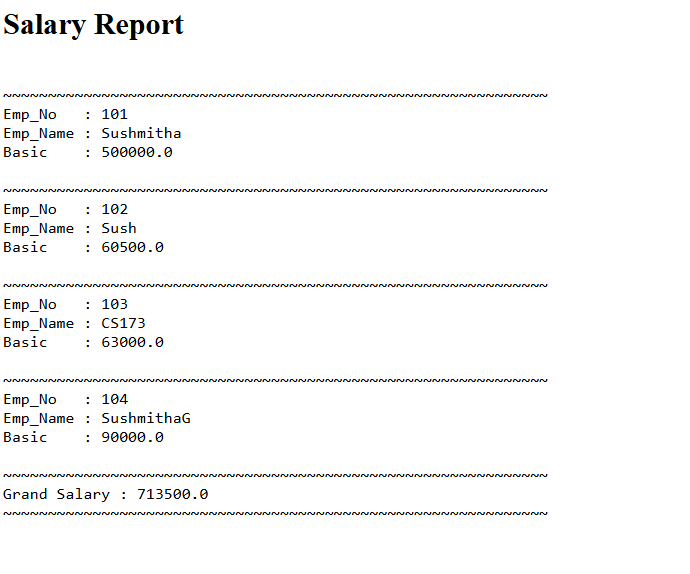 Salary Report
~~~~~~~~~~~~~~~~~~~~~~~~~~~~~~~~~~~~~~~~~~~~~~~~~~~~~~~~~~~~~
Emp_No   : 101
Emp_Name : Sushmitha
Basic    : 500000.0
~~~~~~~~~~~~~~~~~~~~~~~~~~~~~~~~~~~~~~~~~~~~~~~~~~~~~~~~~~~~~
Emp_No   : 102
Emp_Name : Sush
Basic    : 60500.0
~~~~~~~~~~~~~~~~~~~~~~~~~~~~~~~~~~~~~~~~~~~~~~~~~~~~~~~~~~~~~
Emp_No   : 103
Emp_Name : CS173
Basic    : 63000.0
~~~~~~~~~~~~~~~~~~~~~~~~~~~~~~~~~~~~~~~~~~~~~~~~~~~~~~~~~~~~~
Emp_No   : 104
Emp_Name : SushmithaG
Basic    : 90000.0
~~~~~~~~~~~~~~~~~~~~~~~~~~~~~~~~~~~~~~~~~~~~~~~~~~~~~~~~~~~~~
Grand Salary : 713500.0
~~~~~~~~~~~~~~~~~~~~~~~~~~~~~~~~~~~~~~~~~~~~~~~~~~~~~~~~~~~~~